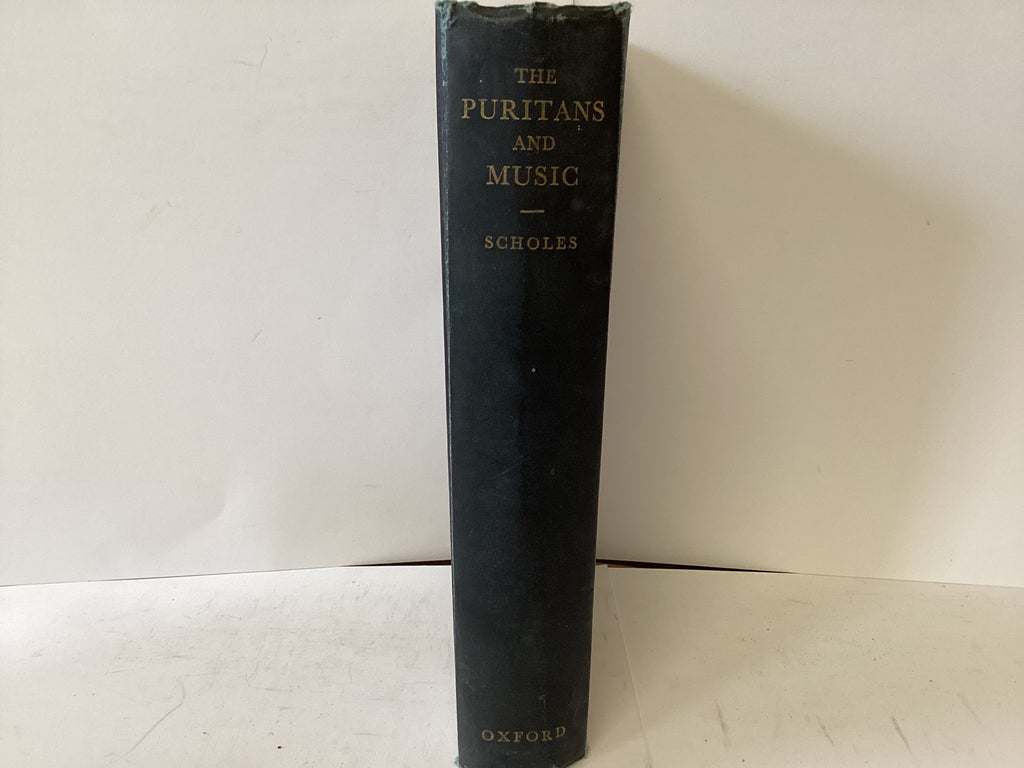 THE
PURITANS
AND
MUSIC
SCHOLES
OXFORD